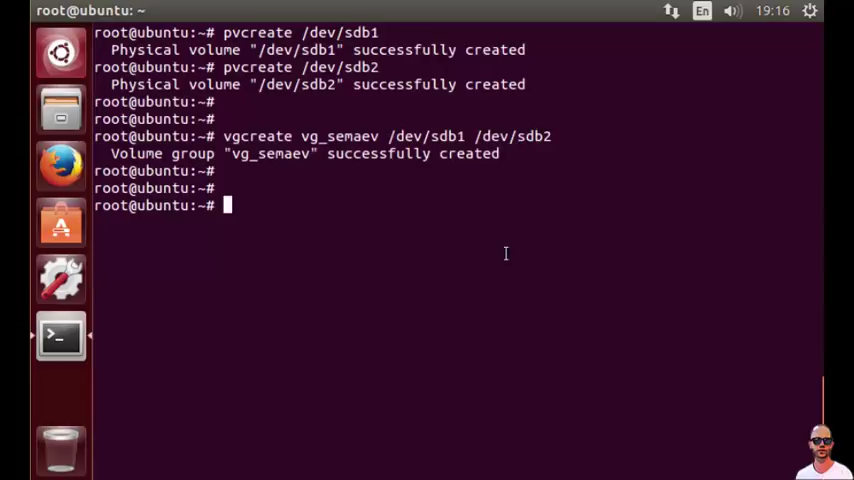 root@ubuntu: ~
En
19:16
root@ubuntu:~# pvcreate /dev/sdb1
  Physical volume "/dev/sdb1" successfully created
root@ubuntu:~# pvcreate /dev/sdb2
  Physical volume "/dev/sdb2" successfully created
root@ubuntu:~#
root@ubuntu:~#
root@ubuntu:~# vgcreate vg_semaev /dev/sdb1 /dev/sdb2
  Volume group "vg_semaev" successfully created
root@ubuntu:~#
root@ubuntu:~#
root@ubuntu:~#